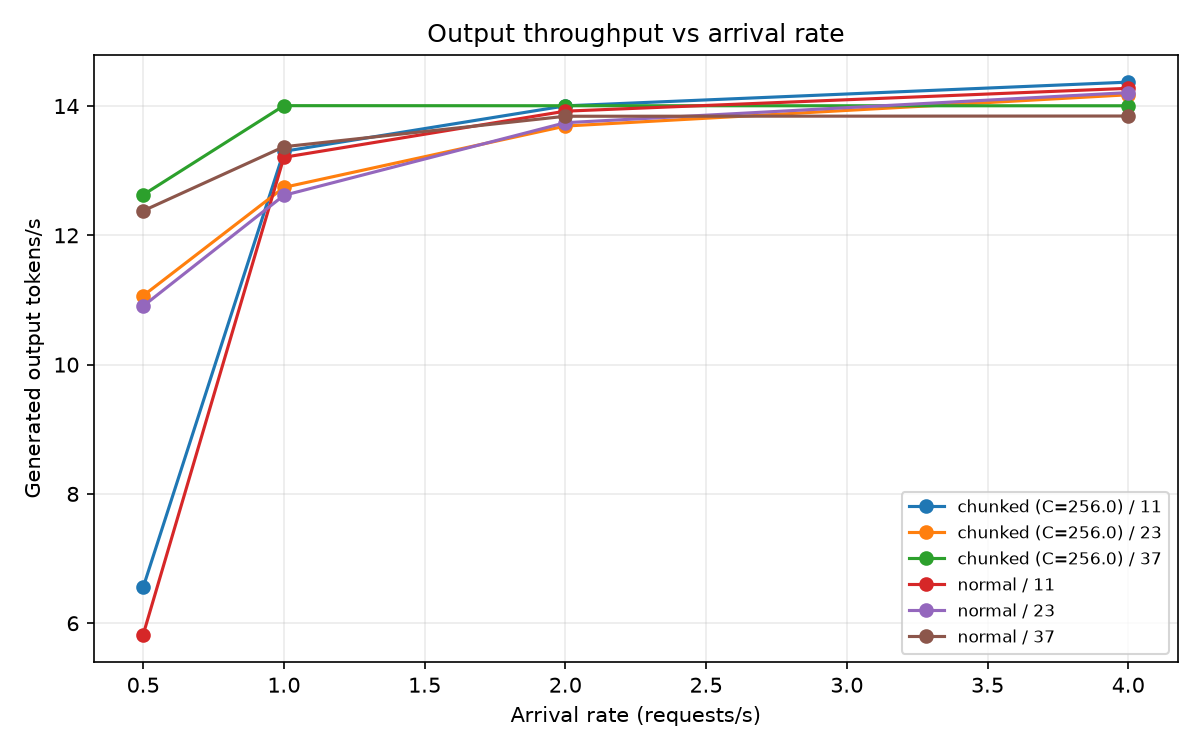 Output throughput vs arrival rate
Generated output tokens/s
14
12
10
8
6
chunked (C=256.0) / 11
chunked (C=256.0) / 23
chunked (C=256.0) / 37
normal / 11
normal / 23
normal / 37
0.5 1.0 1.5 2.0 2.5 3.0 3.5 4.0
Arrival rate (requests/s)